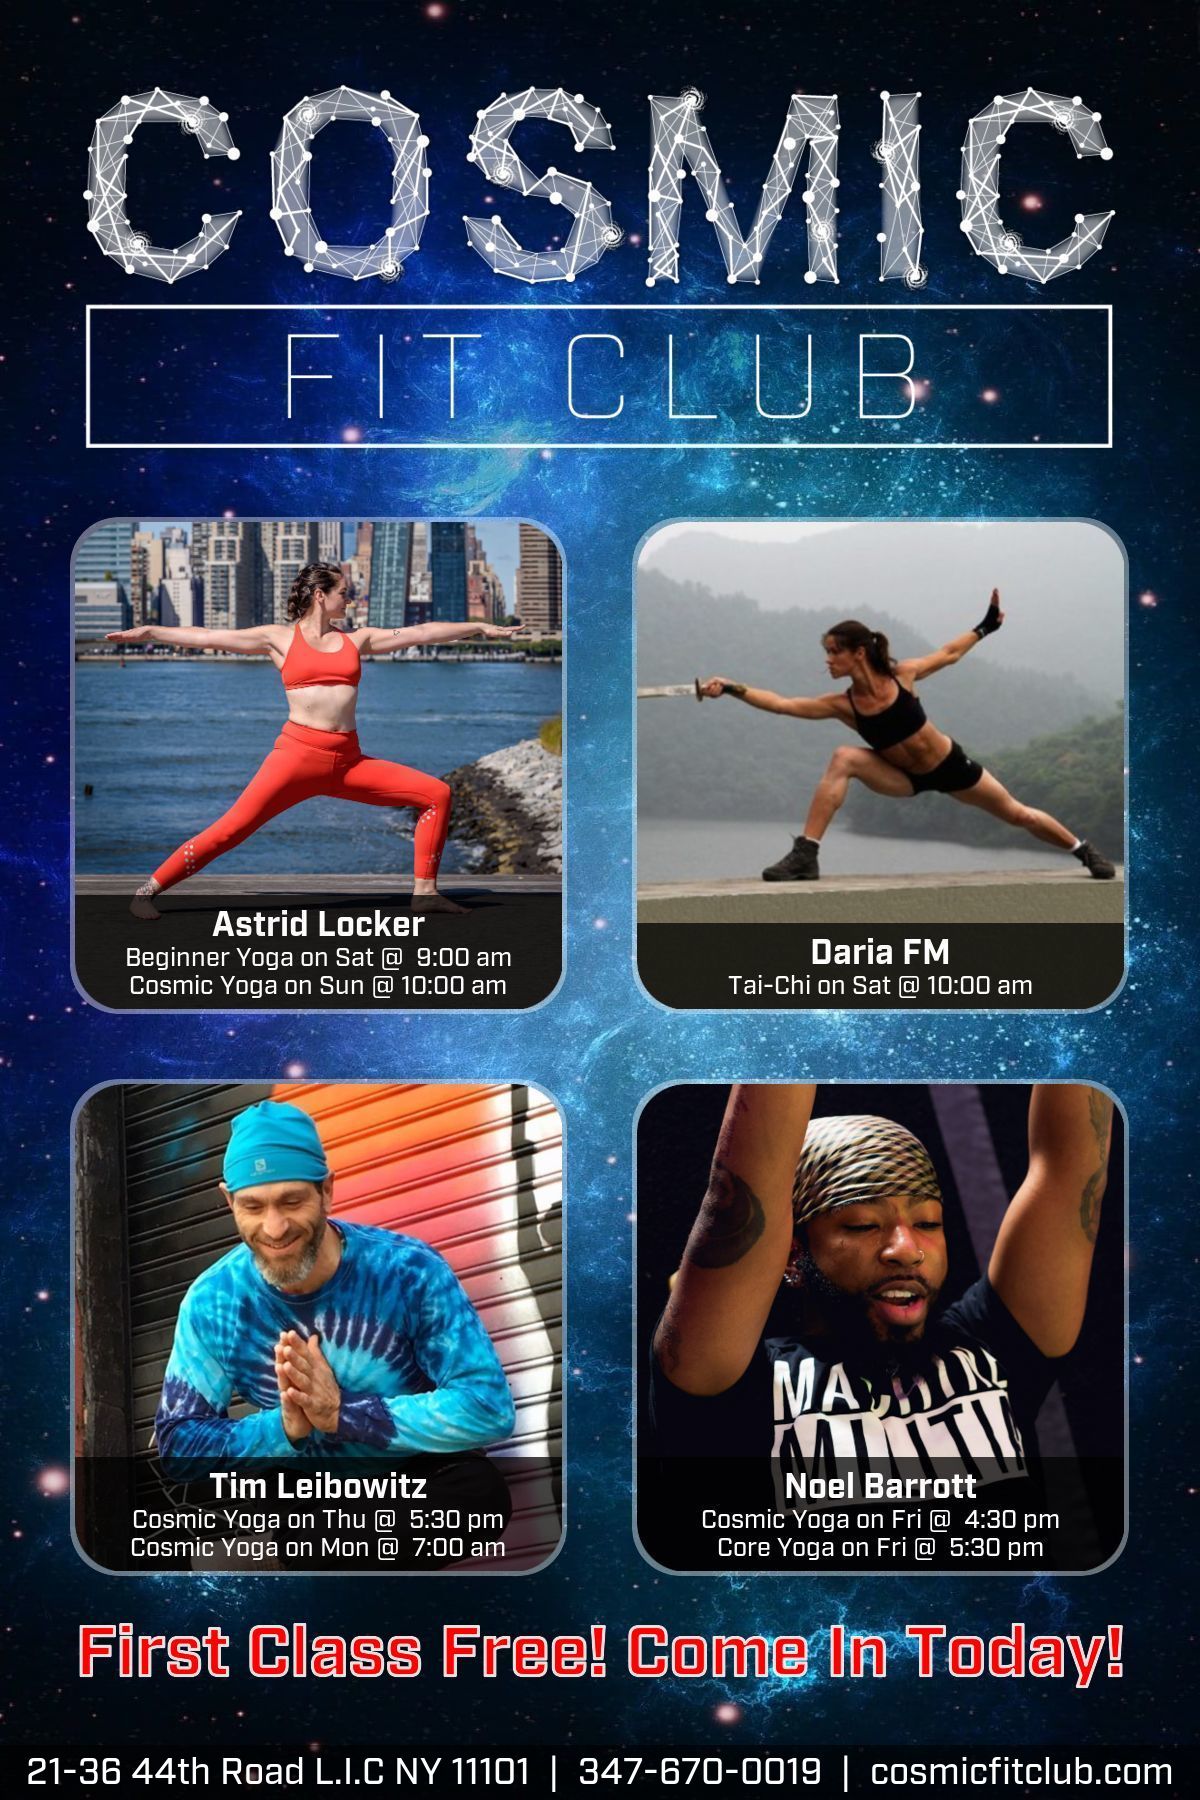 COSMIC
FIT CLUB
Astrid Locker
Beginner Yoga on Sat @ 9:00 am
Cosmic Yoga on Sun @ 10:00 am
Daria FM
Tai-Chi on Sat @ 10:00 am
MACHINE
Tim Leibowitz
Cosmic Yoga on Thu @ 5:30 pm
Cosmic Yoga on Mon @ 7:00 am
Noel Barrott
Cosmic Yoga on Fri @ 4:30 pm
Core Yoga on Fri @ 5:30 pm
First Class Free! Come In Today!
21-36 44th Road L.I.C NY 11101 | 347-670-0019 | cosmicfitclub.com